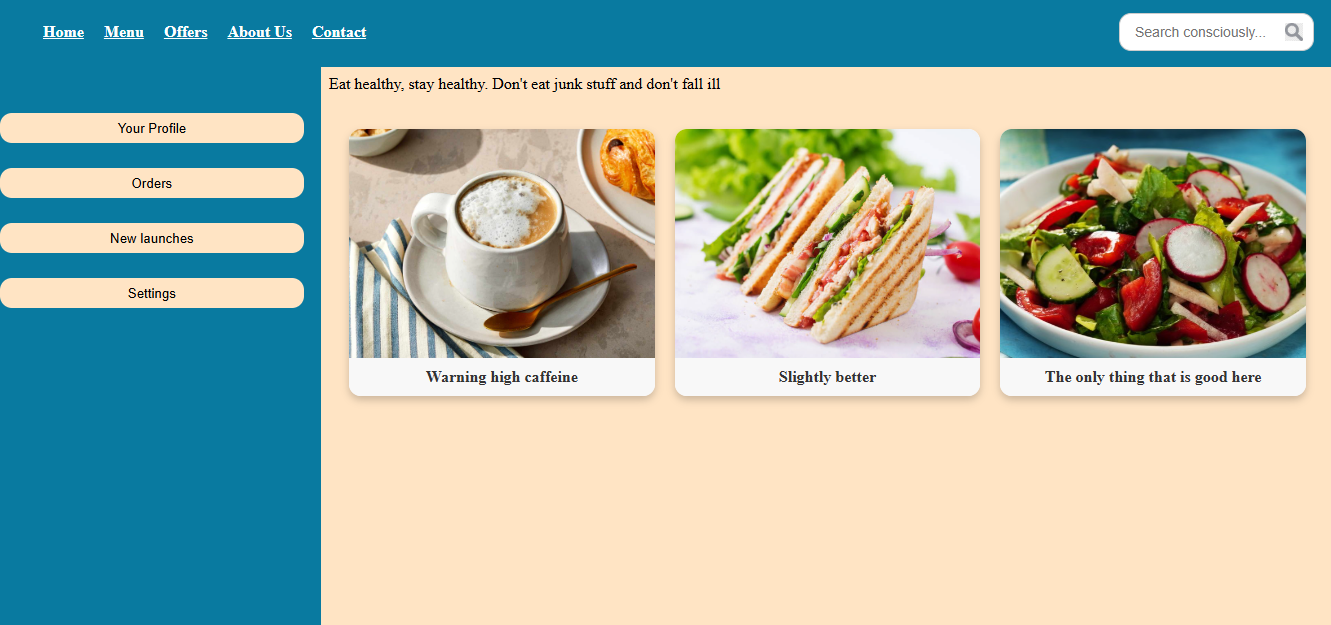 Home Menu Offers About Us Contact
Search consciously...
Eat healthy, stay healthy. Don't eat junk stuff and don't fall ill
Your Profile
Orders
New launches
Settings
Warning high caffeine
Slightly better
The only thing that is good here